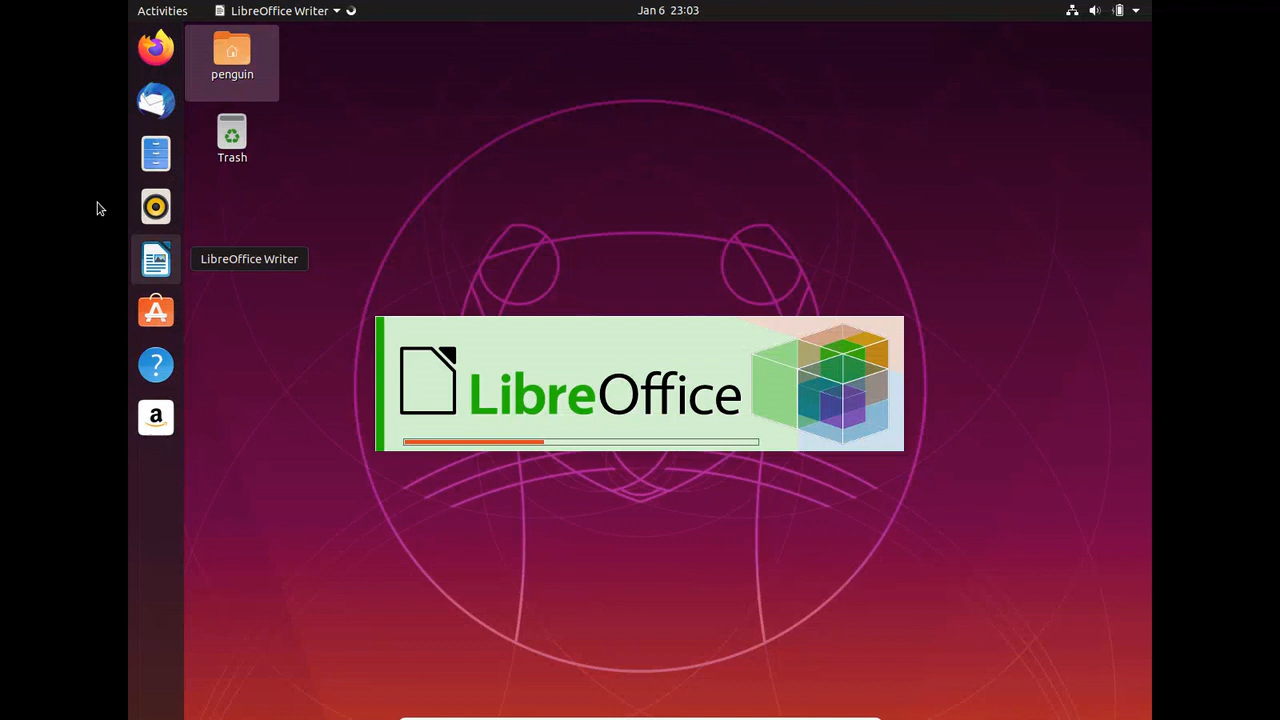 Activities
LibreOffice Writer
Jan 6 23:03
penguin
Trash
LibreOffice Writer
LibreOffice
?
a